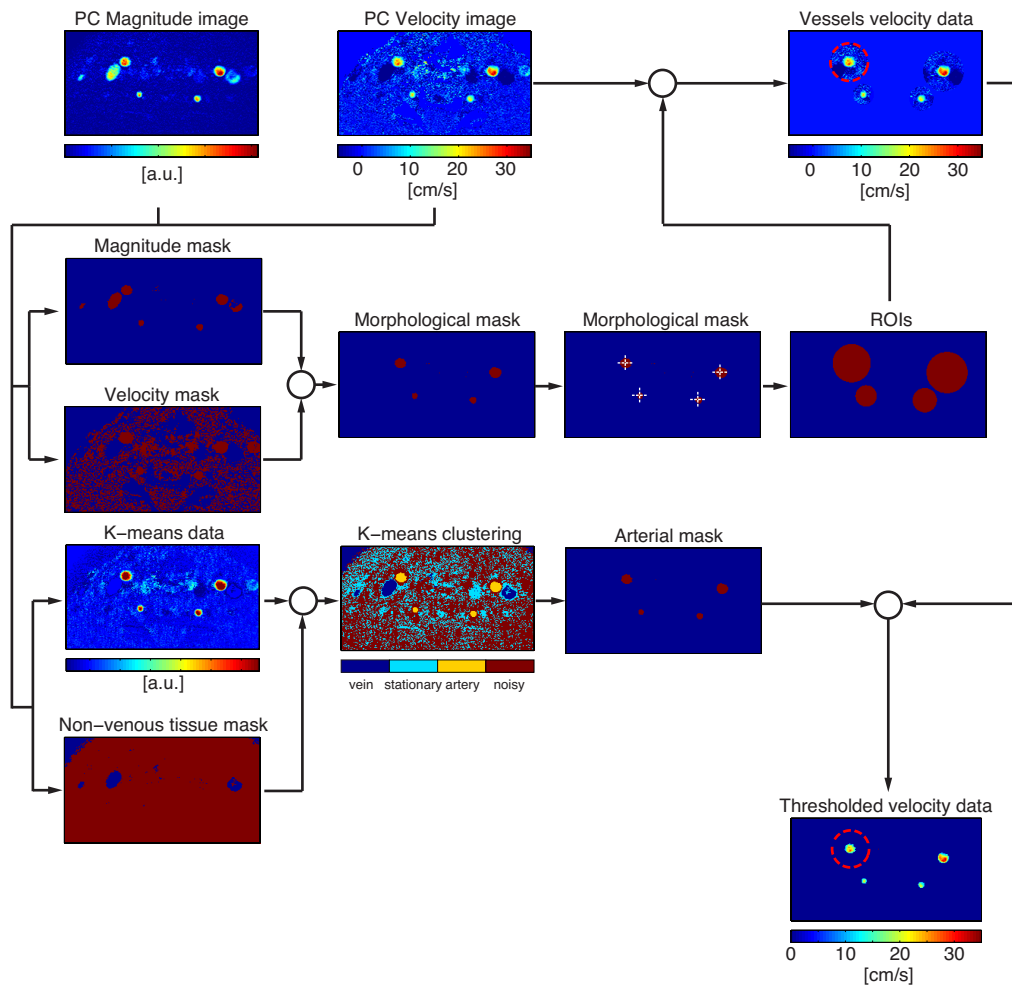 PC Magnitude image
PC Velocity image
Vessels velocity data
[a.u.]
0 10 20 30
[cm/s]
0 10 20 30
[cm/s]
Magnitude mask
Morphological mask
Morphological mask
ROIs
Velocity mask
K−means data
K−means clustering
Arterial mask
[a.u.]
vein stationary artery noisy
Non−venous tissue mask
Thresholded velocity data
0 10 20 30
[cm/s]